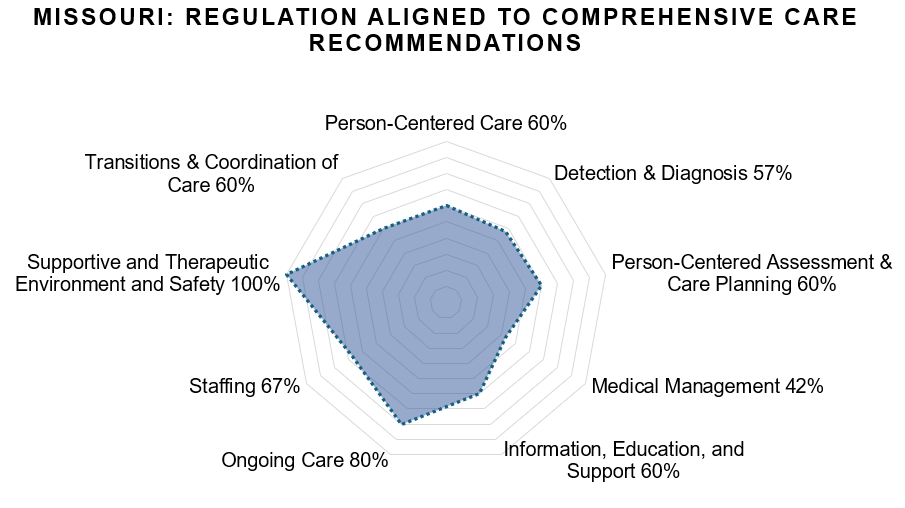 MISSOURI: REGULATION ALIGNED TO COMPREHENSIVE CARE
RECOMMENDATIONS
Person-Centered Care 60%
Detection & Diagnosis 57%
Person-Centered Assessment &
Care Planning 60%
Medical Management 42%
Information, Education, and
Support 60%
Ongoing Care 80%
Staffing 67%
Supportive and Therapeutic
Environment and Safety 100%
Transitions & Coordination of
Care 60%